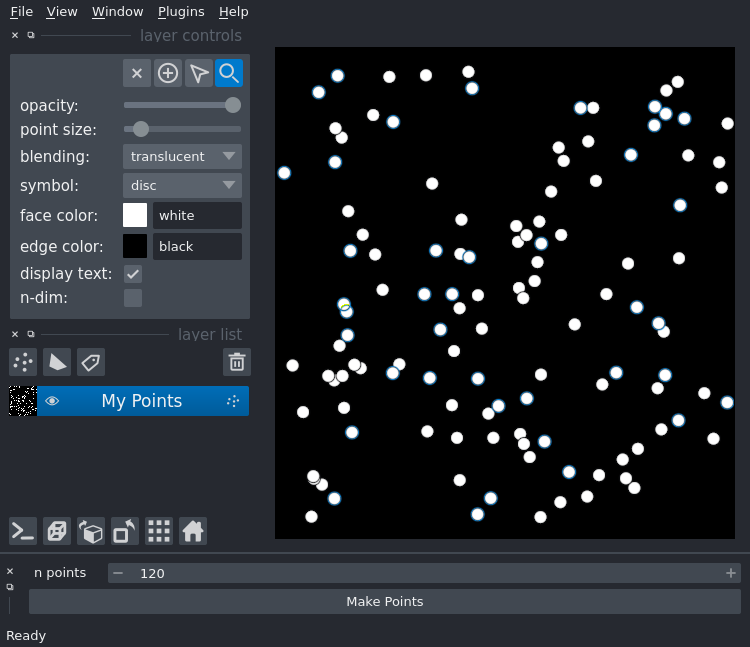 File View Window Plugins Help
layer controls
opacity:
point size:
blending: translucent
symbol: disc
face color: white
edge color: black
display text:
n-dim:
layer list
My Points
n points 120
Make Points
Ready